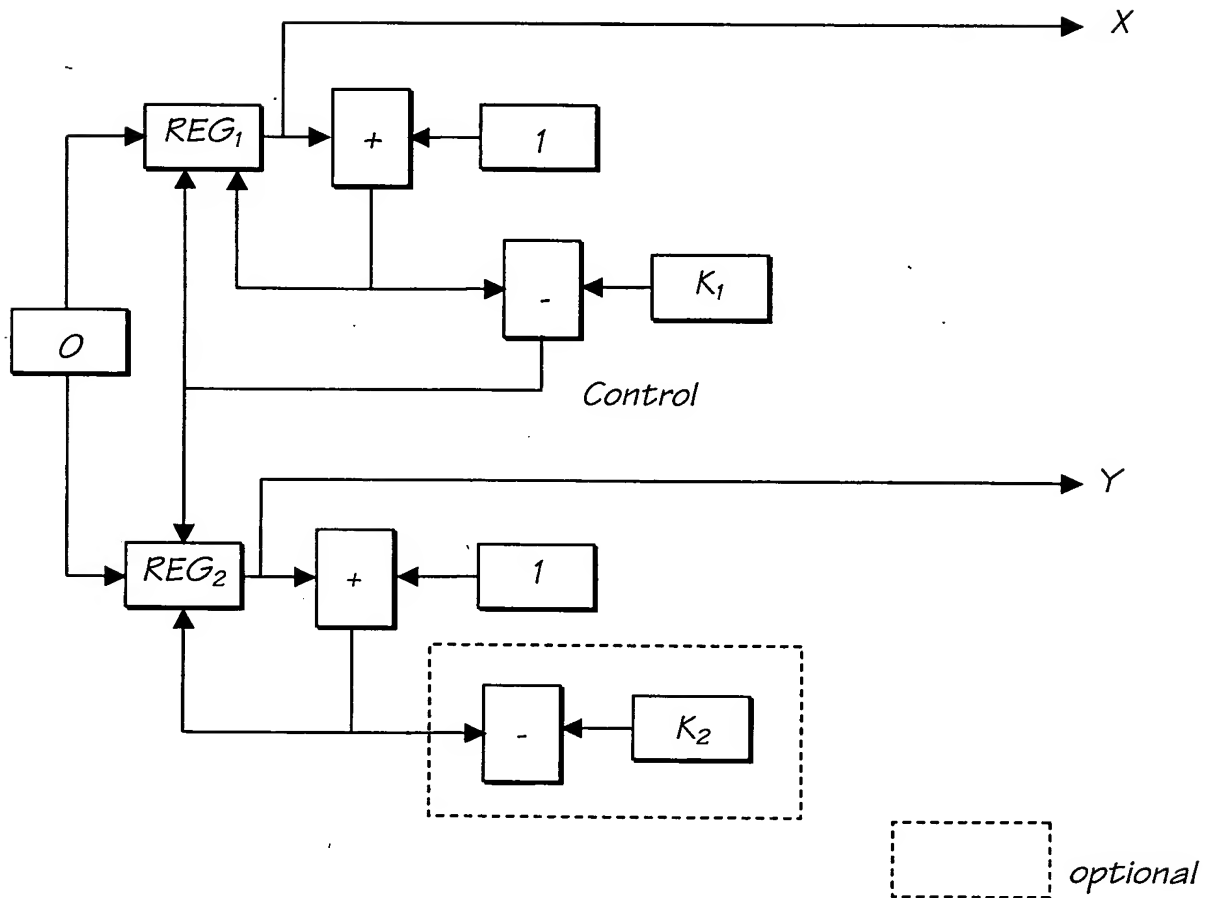 X
REG₁
+
1
-
K₁
0
Control
Y
REG₂
+
1
-
K₂
optional